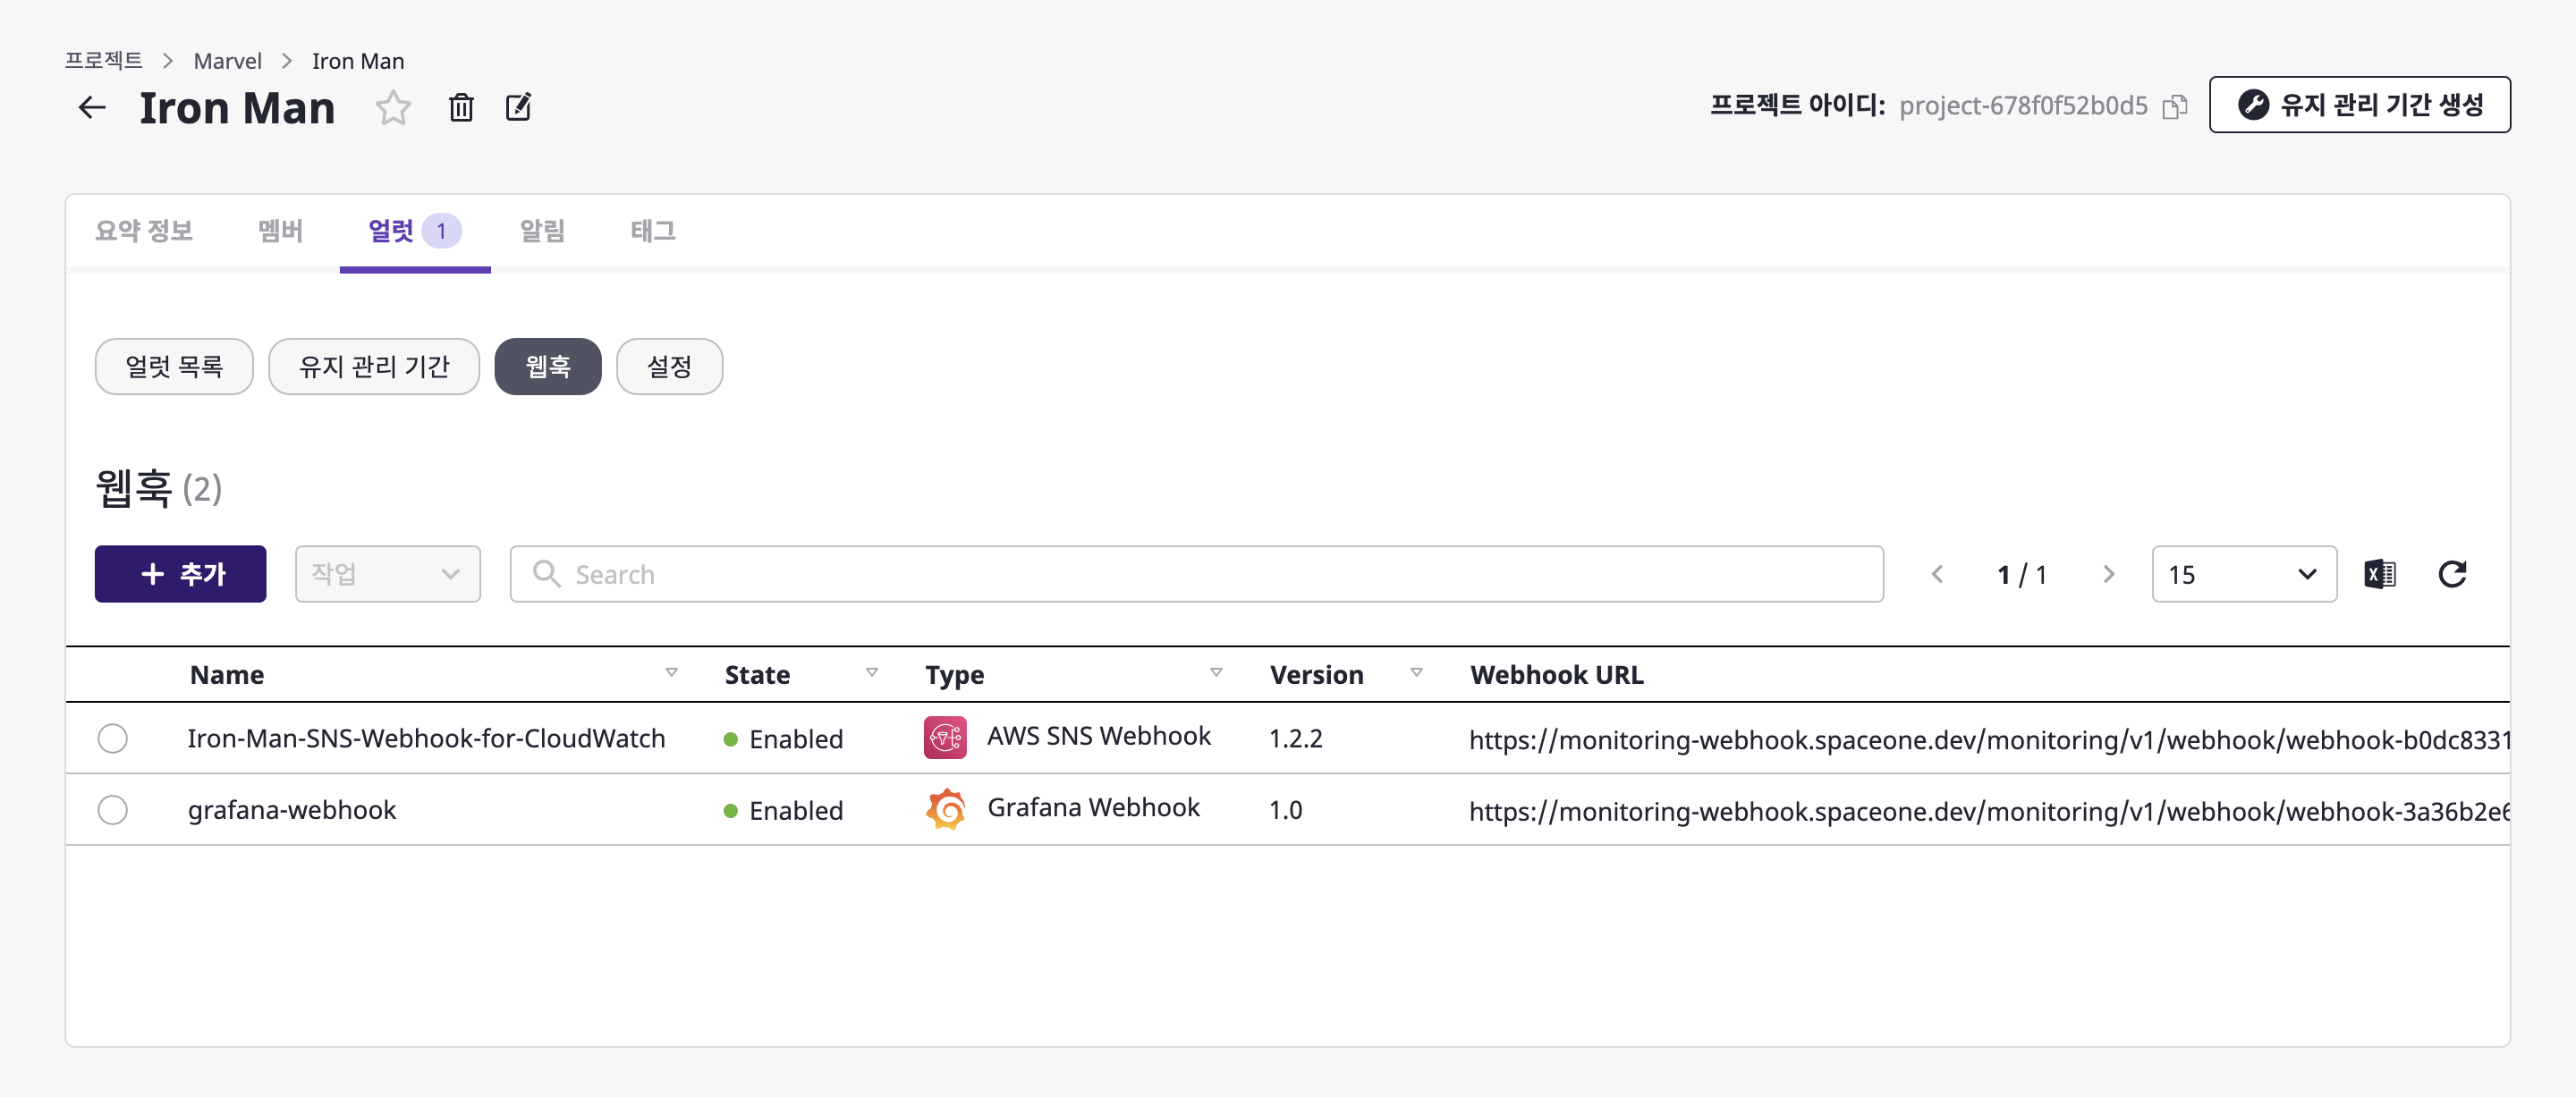 프로젝트 > Marvel > Iron Man
Iron Man
프로젝트 아이디: project-678f0f52b0d5
유지 관리 기간 생성
요약 정보 멤버 얼럿 1 알림 태그
얼럿 목록 유지 관리 기간 웹훅 설정
웹훅 (2)
+ 추가 작업 Search 1 / 1 15
Name State Type Version Webhook URL
Iron-Man-SNS-Webhook-for-CloudWatch Enabled AWS SNS Webhook 1.2.2 https://monitoring-webhook.spaceone.dev/monitoring/v1/webhook/webhook-b0dc8331
grafana-webhook Enabled Grafana Webhook 1.0 https://monitoring-webhook.spaceone.dev/monitoring/v1/webhook/webhook-3a36b2e6